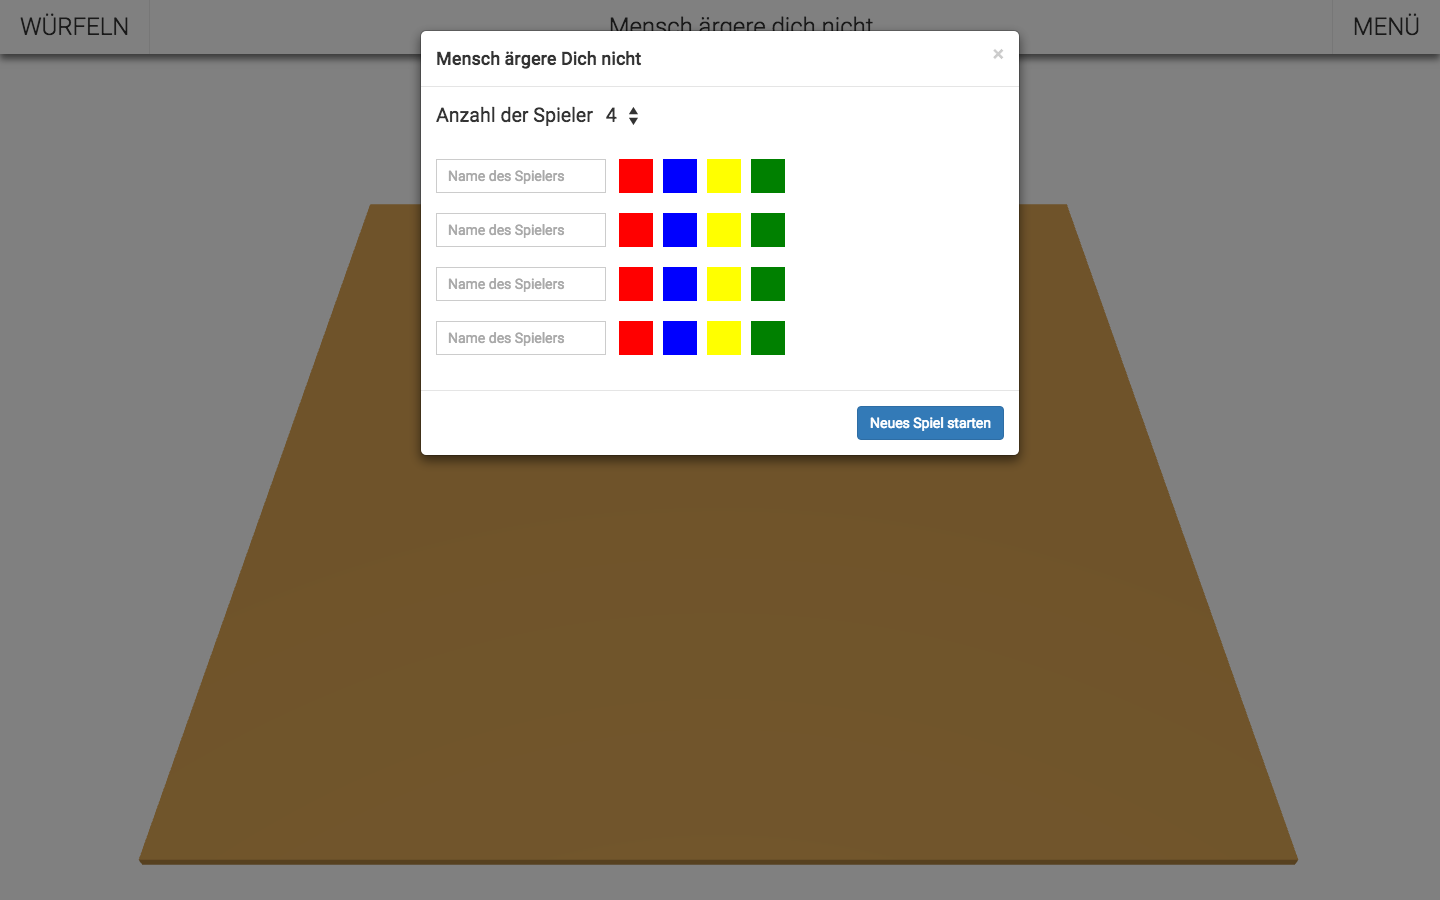 WÜRFELN
Mensch ärgere dich nicht
MENÜ
Mensch ärgere Dich nicht
×
Anzahl der Spieler 4
Name des Spielers
Name des Spielers
Name des Spielers
Name des Spielers
Neues Spiel starten